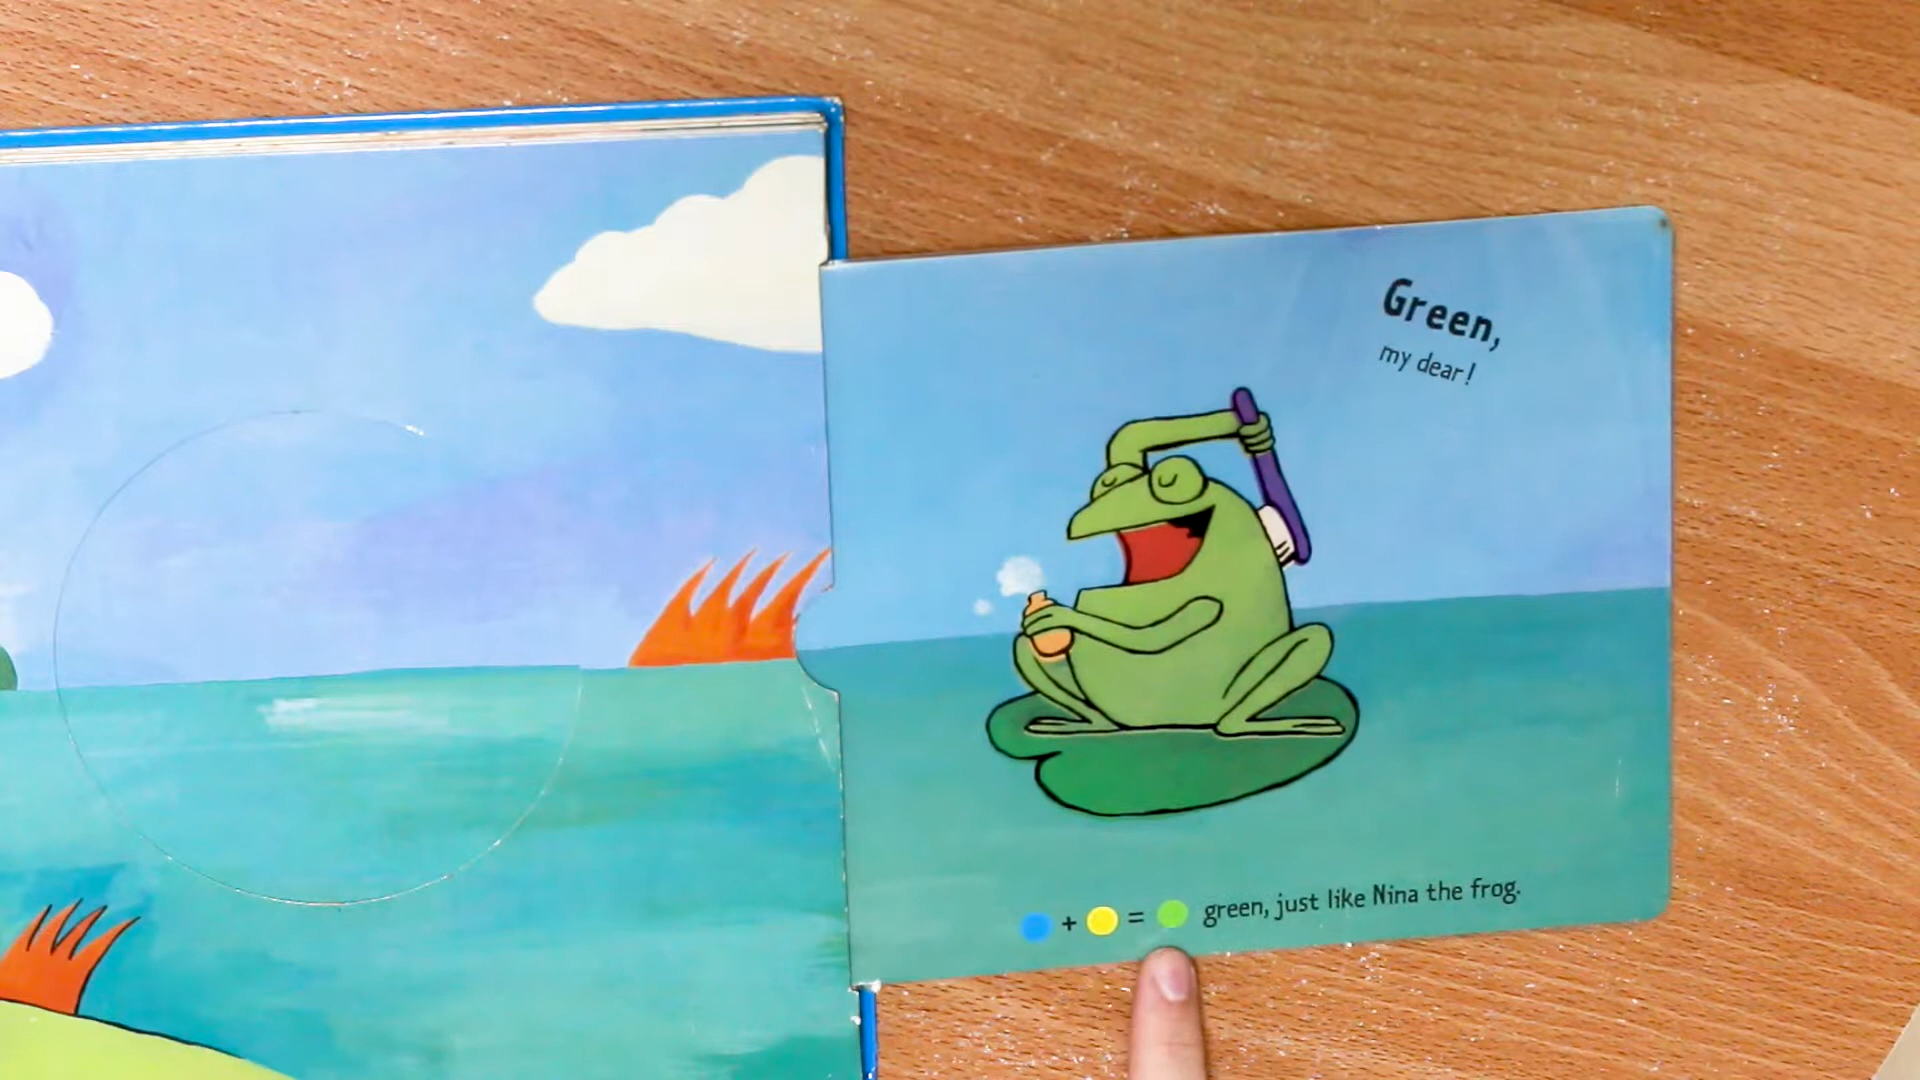 Green,
my dear!
+ = green, just like Nina the frog.